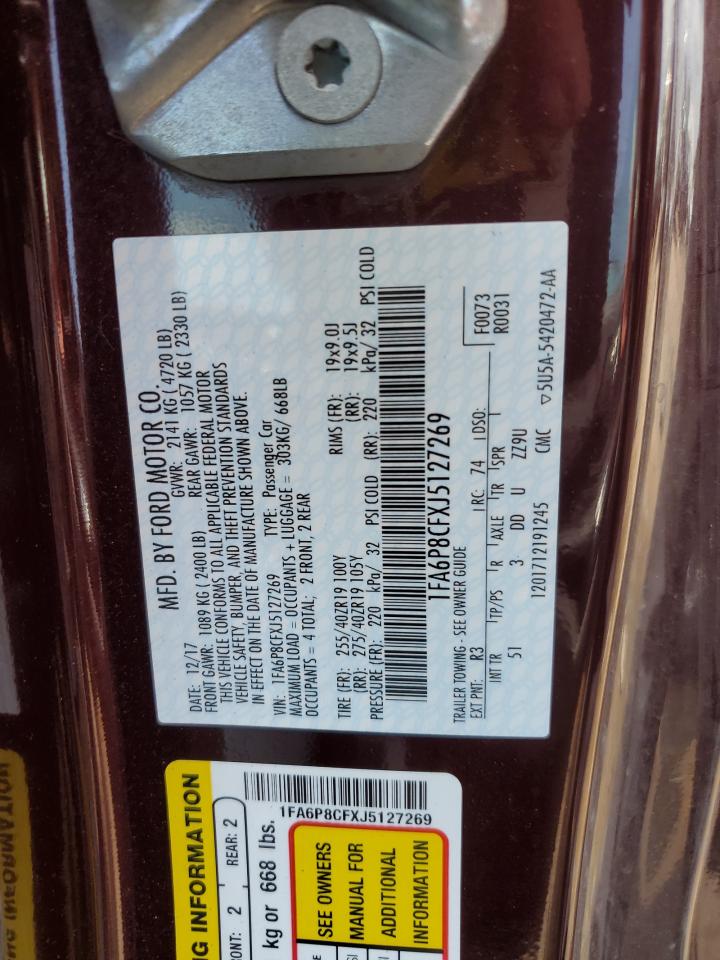 MFD. BY FORD MOTOR CO.
DATE: 12/17 GVWR: 2141 KG ( 4720 LB)
FRONT GAWR: 1089 KG ( 2400 LB) REAR GAWR: 1057 KG ( 2330 LB)
THIS VEHICLE CONFORMS TO ALL APPLICABLE FEDERAL MOTOR
VEHICLE SAFETY, BUMPER, AND THEFT PREVENTION STANDARDS
IN EFFECT ON THE DATE OF MANUFACTURE SHOWN ABOVE.
VIN: 1FA6P8CFXJ5127269 TYPE: Passenger Car
MAXIMUM LOAD = OCCUPANTS + LUGGAGE = 303KG/ 668LB
OCCUPANTS = 4 TOTAL; 2 FRONT, 2 REAR
TIRE (FR): 255/40ZR19 100Y RIMS (FR): 19x9.0J
(RR): 275/40ZR19 105Y (RR): 19x9.5J
PRESSURE (FR): 220 kPa/ 32 PSI COLD (RR): 220 kPa/ 32 PSI COLD
1FA6P8CFXJ5127269
TRAILER TOWING - SEE OWNER GUIDE F0073
EXT PNT: R3 RC: 74 DSO: R0031
INT TR TP/PS R AXLE TR SPR
51 3 DD U ZZ9U
1201712191245 CMC ▽5U5A-5420472-AA
NG INFORMATION
RONT: 2 REAR: 2
kg or 668 lbs.
1FA6P8CFXJ5127269
SEE OWNERS
MANUAL FOR
ADDITIONAL
INFORMATION